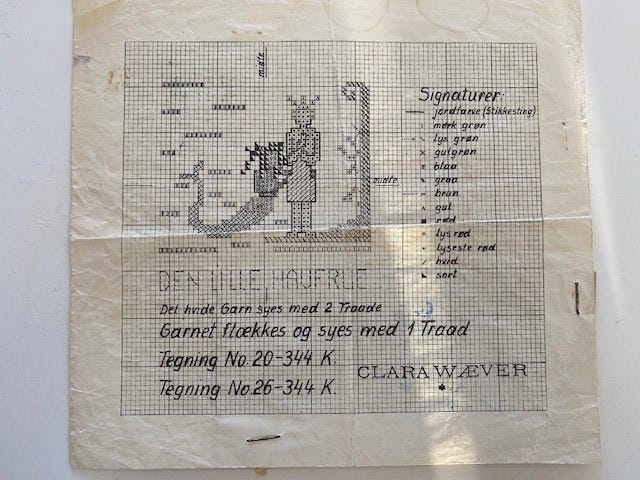 midte
Signaturer:
jordfarve (Stikkesting)
mørk grøn
lys grøn
gulgrøn
blaa
graa
midte
brun
gul
rød
lys rød
lyseste rød
hvid
sort
DEN LILLE HAVFRUE
Det hvide Garn syes med 2 Traade
Garnet flækkes og syes med 1 Traad
Tegning No. 20-344 K
CLARA WÆVER
Tegning No. 26-344 K.